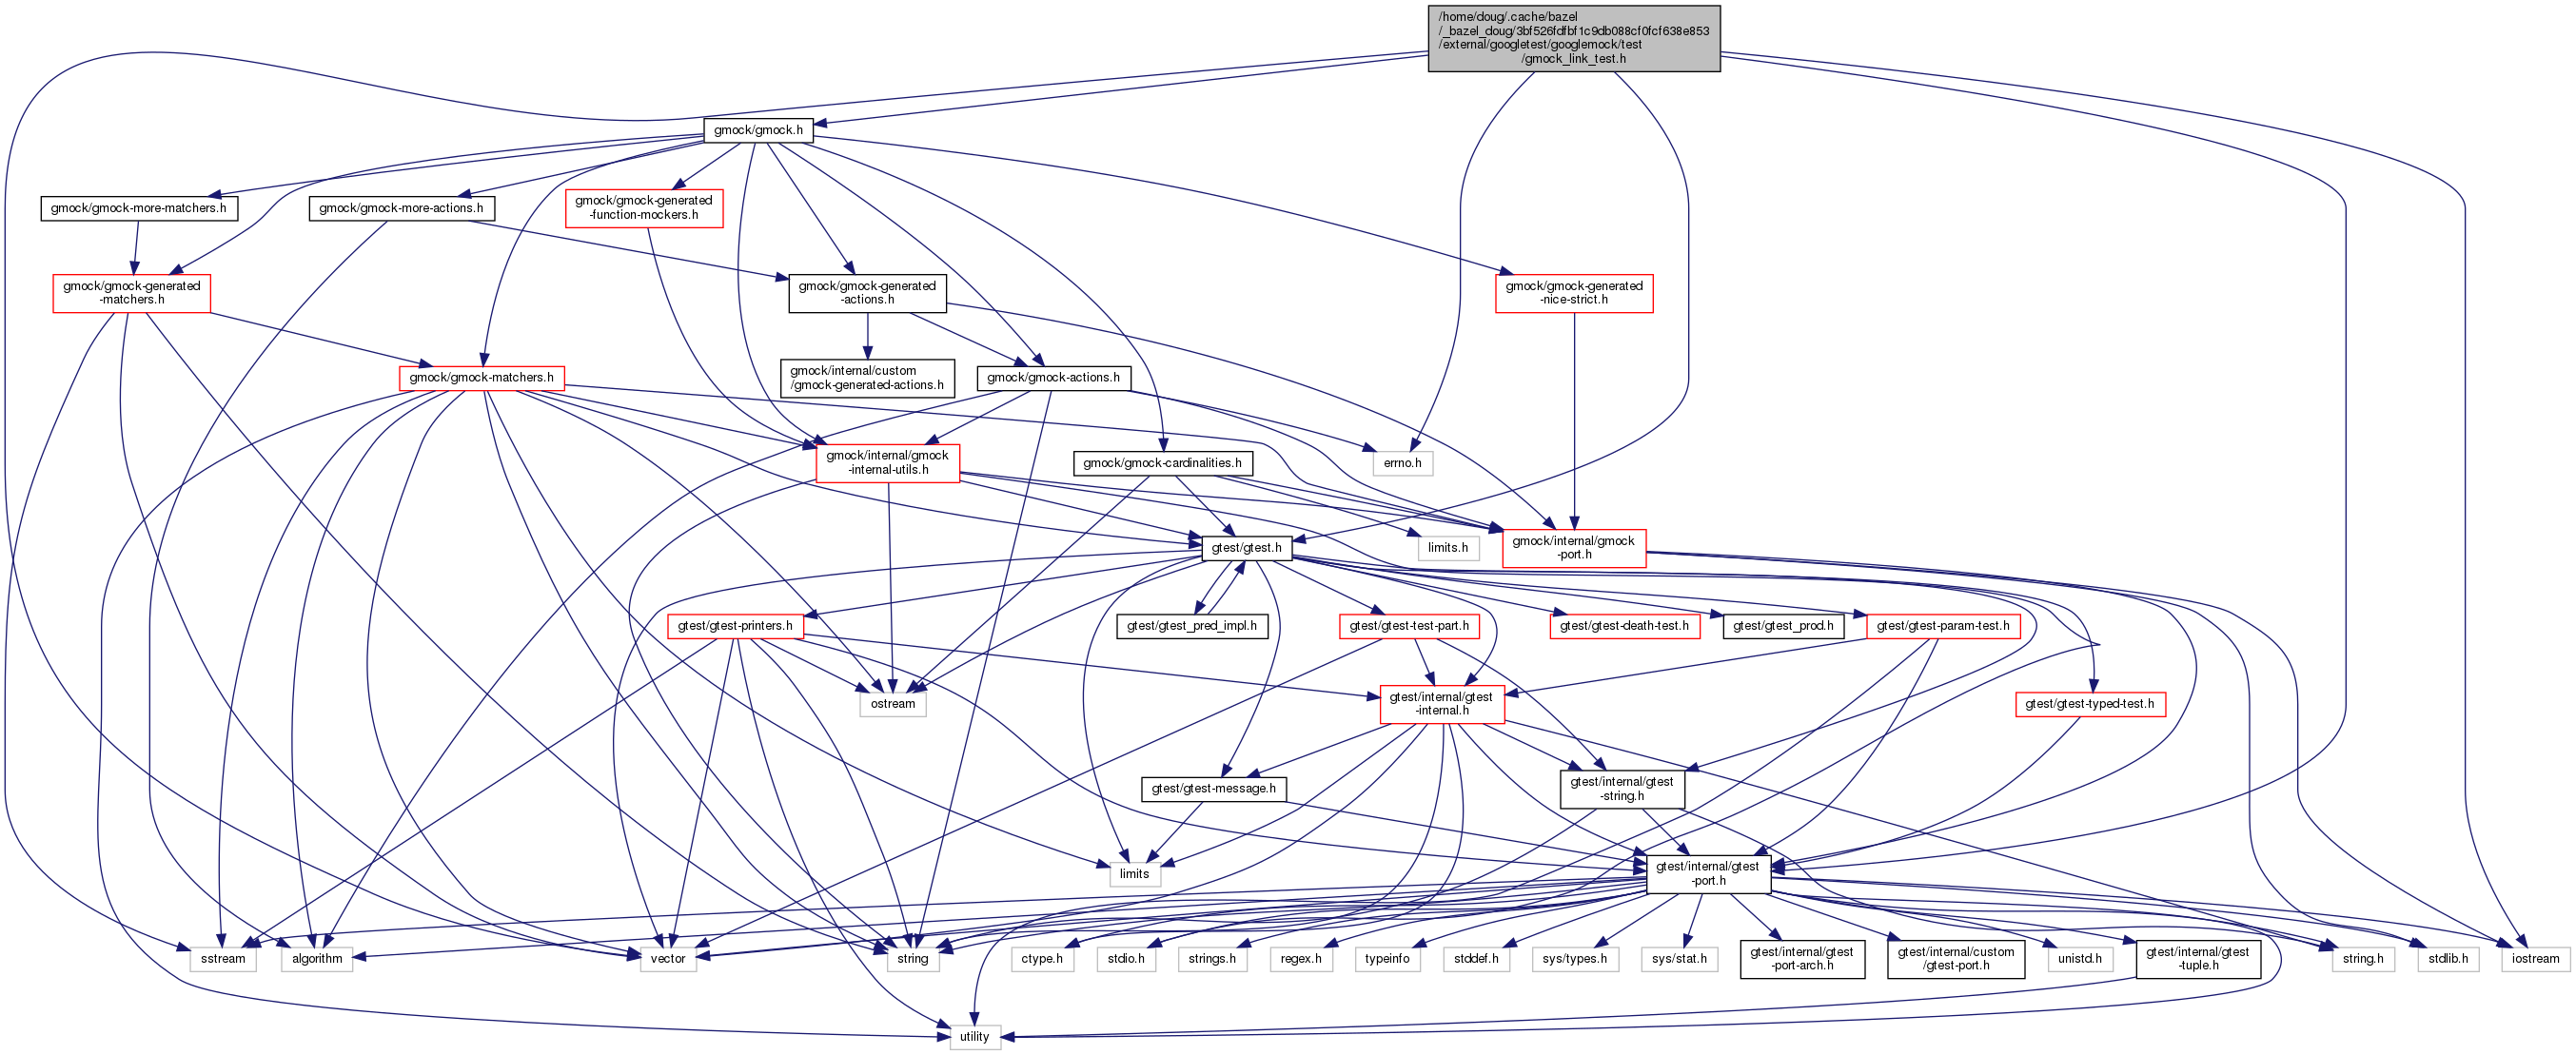 /home/doug/.cache/bazel
/_bazel_doug/3bf526fdfbf1c9db088cf0fcf638e853
/external/googletest/googlemock/test
/gmock_link_test.h
gmock/gmock.h
gmock/gmock-more-matchers.h
gmock/gmock-more-actions.h
gmock/gmock-generated
-function-mockers.h
gmock/gmock-generated
-matchers.h
gmock/gmock-generated
-actions.h
gmock/gmock-generated
-nice-strict.h
gmock/gmock-matchers.h
gmock/internal/custom
/gmock-generated-actions.h
gmock/gmock-actions.h
gmock/internal/gmock
-internal-utils.h
gmock/gmock-cardinalities.h
errno.h
gtest/gtest.h
limits.h
gmock/internal/gmock
-port.h
gtest/gtest-printers.h
gtest/gtest_pred_impl.h
gtest/gtest-test-part.h
gtest/gtest-death-test.h
gtest/gtest_prod.h
gtest/gtest-param-test.h
ostream
gtest/internal/gtest
-internal.h
gtest/gtest-typed-test.h
gtest/gtest-message.h
gtest/internal/gtest
-string.h
limits
gtest/internal/gtest
-port.h
sstream
algorithm
vector
string
ctype.h
stdio.h
strings.h
regex.h
typeinfo
stddef.h
sys/types.h
sys/stat.h
gtest/internal/gtest
-port-arch.h
gtest/internal/custom
/gtest-port.h
unistd.h
gtest/internal/gtest
-tuple.h
string.h
stdlib.h
iostream
utility